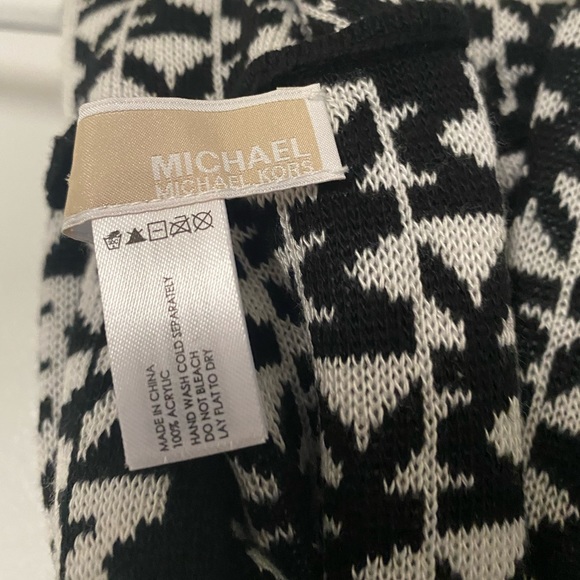 MICHAEL
MICHAEL KORS
MADE IN CHINA
100% ACRYLIC
HAND WASH COLD SEPARATELY
DO NOT BLEACH
LAY FLAT TO DRY